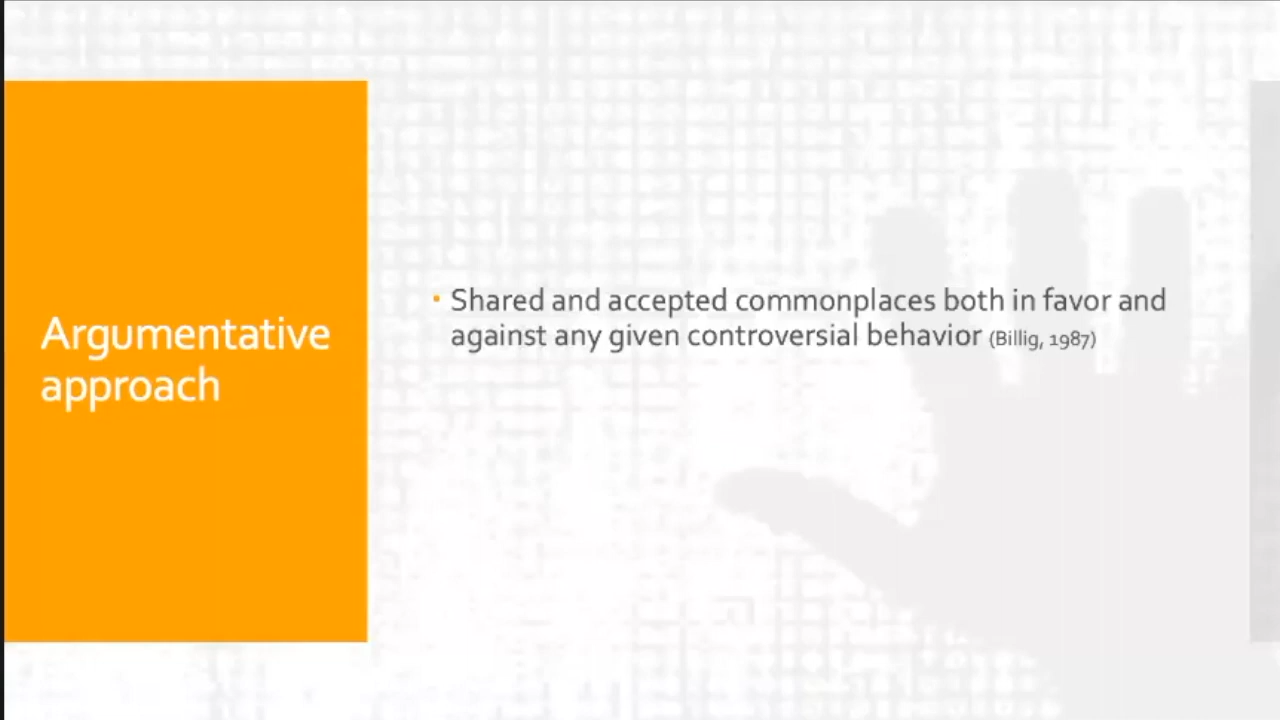 Argumentative
approach
Shared and accepted commonplaces both in favor and
against any given controversial behavior (Billig, 1987)